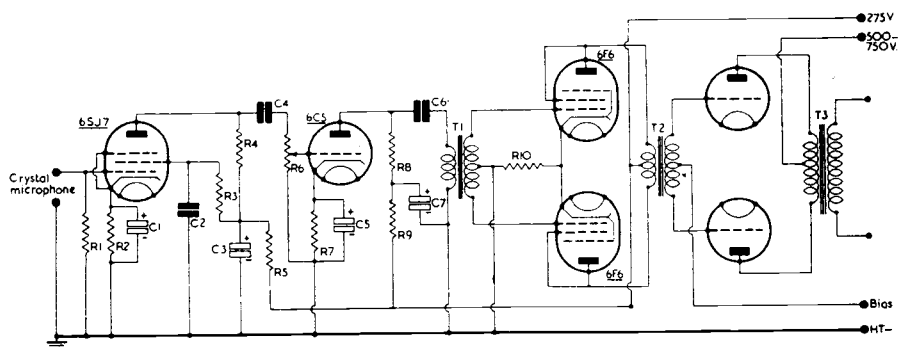 275V
500–
750V.
6F6
C4
C6
T3
6SJ7
6C5
T1
T2
R4
R6
R8
R10
Crystal
microphone
R3
C7
R1
R2
C1
C2
C3
R5
R7
C5
R9
6F6
Bias
HT–